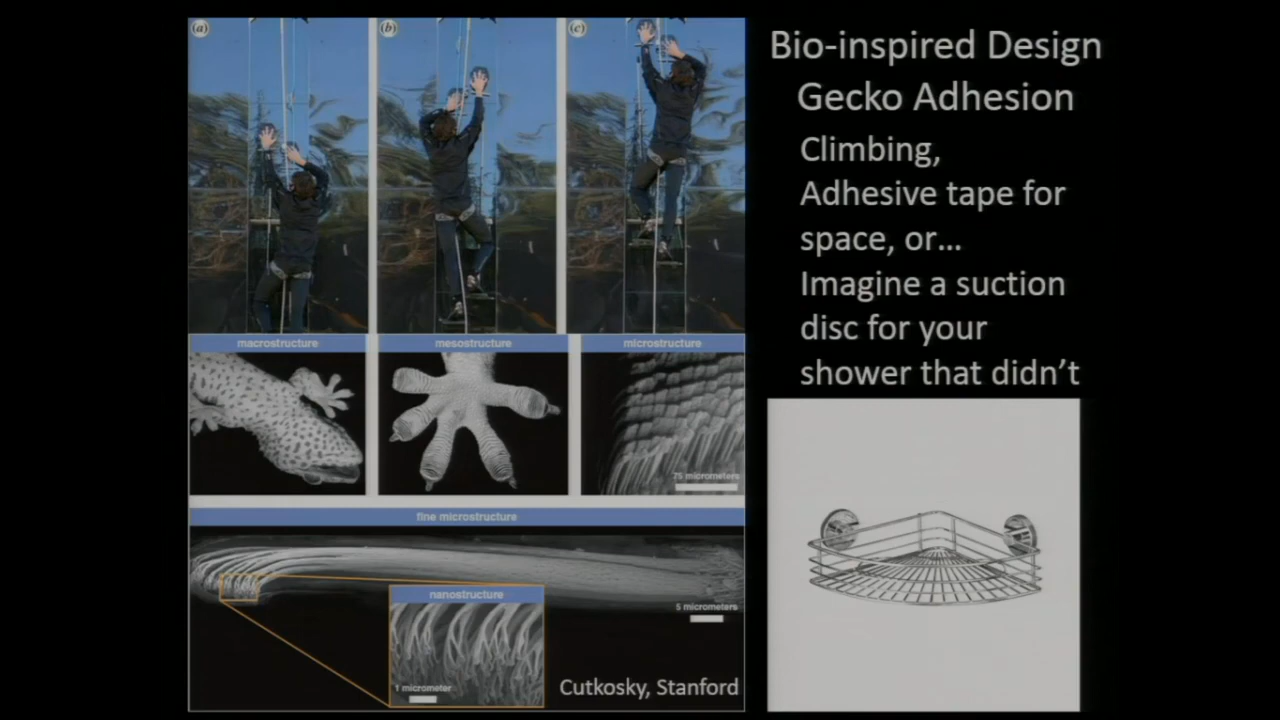 (a)
(b)
(c)
Bio-inspired Design
Gecko Adhesion
Climbing,
Adhesive tape for
space, or...
Imagine a suction
disc for your
shower that didn't
macrostructure
mesostructure
microstructure
75 micrometers
fine microstructure
5 micrometers
nanostructure
1 micrometer
Cutkosky, Stanford